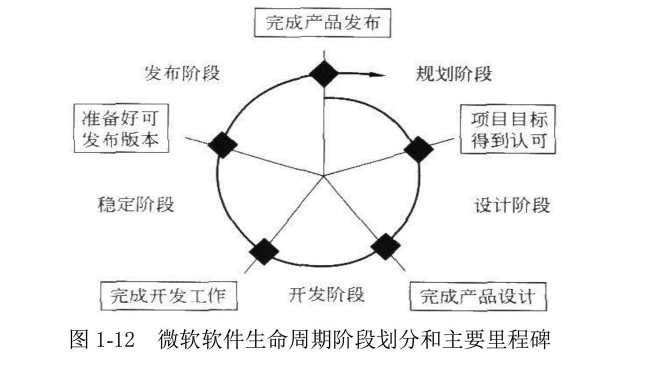 完成产品发布
发布阶段
规划阶段
准备好可
发布版本
项目目标
得到认可
稳定阶段
设计阶段
完成开发工作
开发阶段
完成产品设计
图 1-12 微软软件生命周期阶段划分和主要里程碑